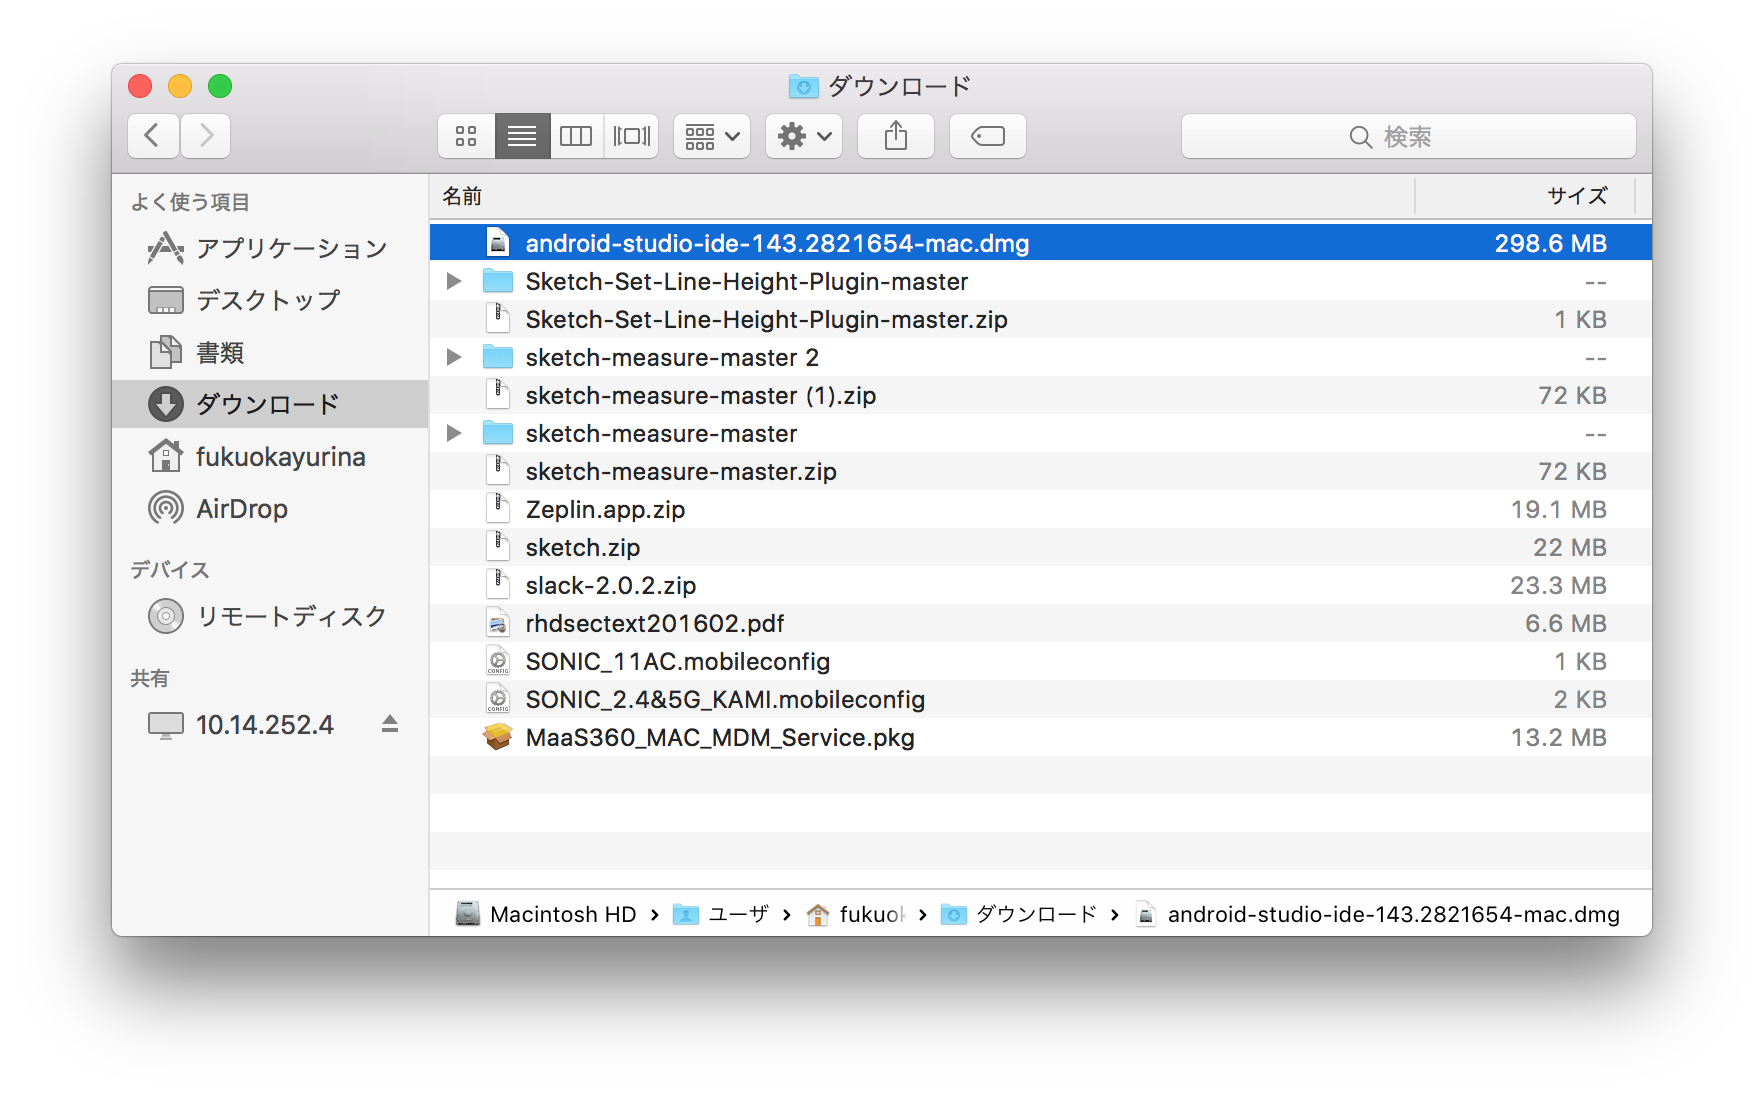 ダウンロード
検索
よく使う項目
アプリケーション
デスクトップ
書類
ダウンロード
fukuokayurina
AirDrop
デバイス
リモートディスク
共有
10.14.252.4
名前 サイズ
android-studio-ide-143.2821654-mac.dmg 298.6 MB
Sketch-Set-Line-Height-Plugin-master --
Sketch-Set-Line-Height-Plugin-master.zip 1 KB
sketch-measure-master 2 --
sketch-measure-master (1).zip 72 KB
sketch-measure-master --
sketch-measure-master.zip 72 KB
Zeplin.app.zip 19.1 MB
sketch.zip 22 MB
slack-2.0.2.zip 23.3 MB
rhdsectext201602.pdf 6.6 MB
SONIC_11AC.mobileconfig 1 KB
SONIC_2.4&5G_KAMI.mobileconfig 2 KB
MaaS360_MAC_MDM_Service.pkg 13.2 MB
Macintosh HD › ユーザ › fukuok › ダウンロード › android-studio-ide-143.2821654-mac.dmg